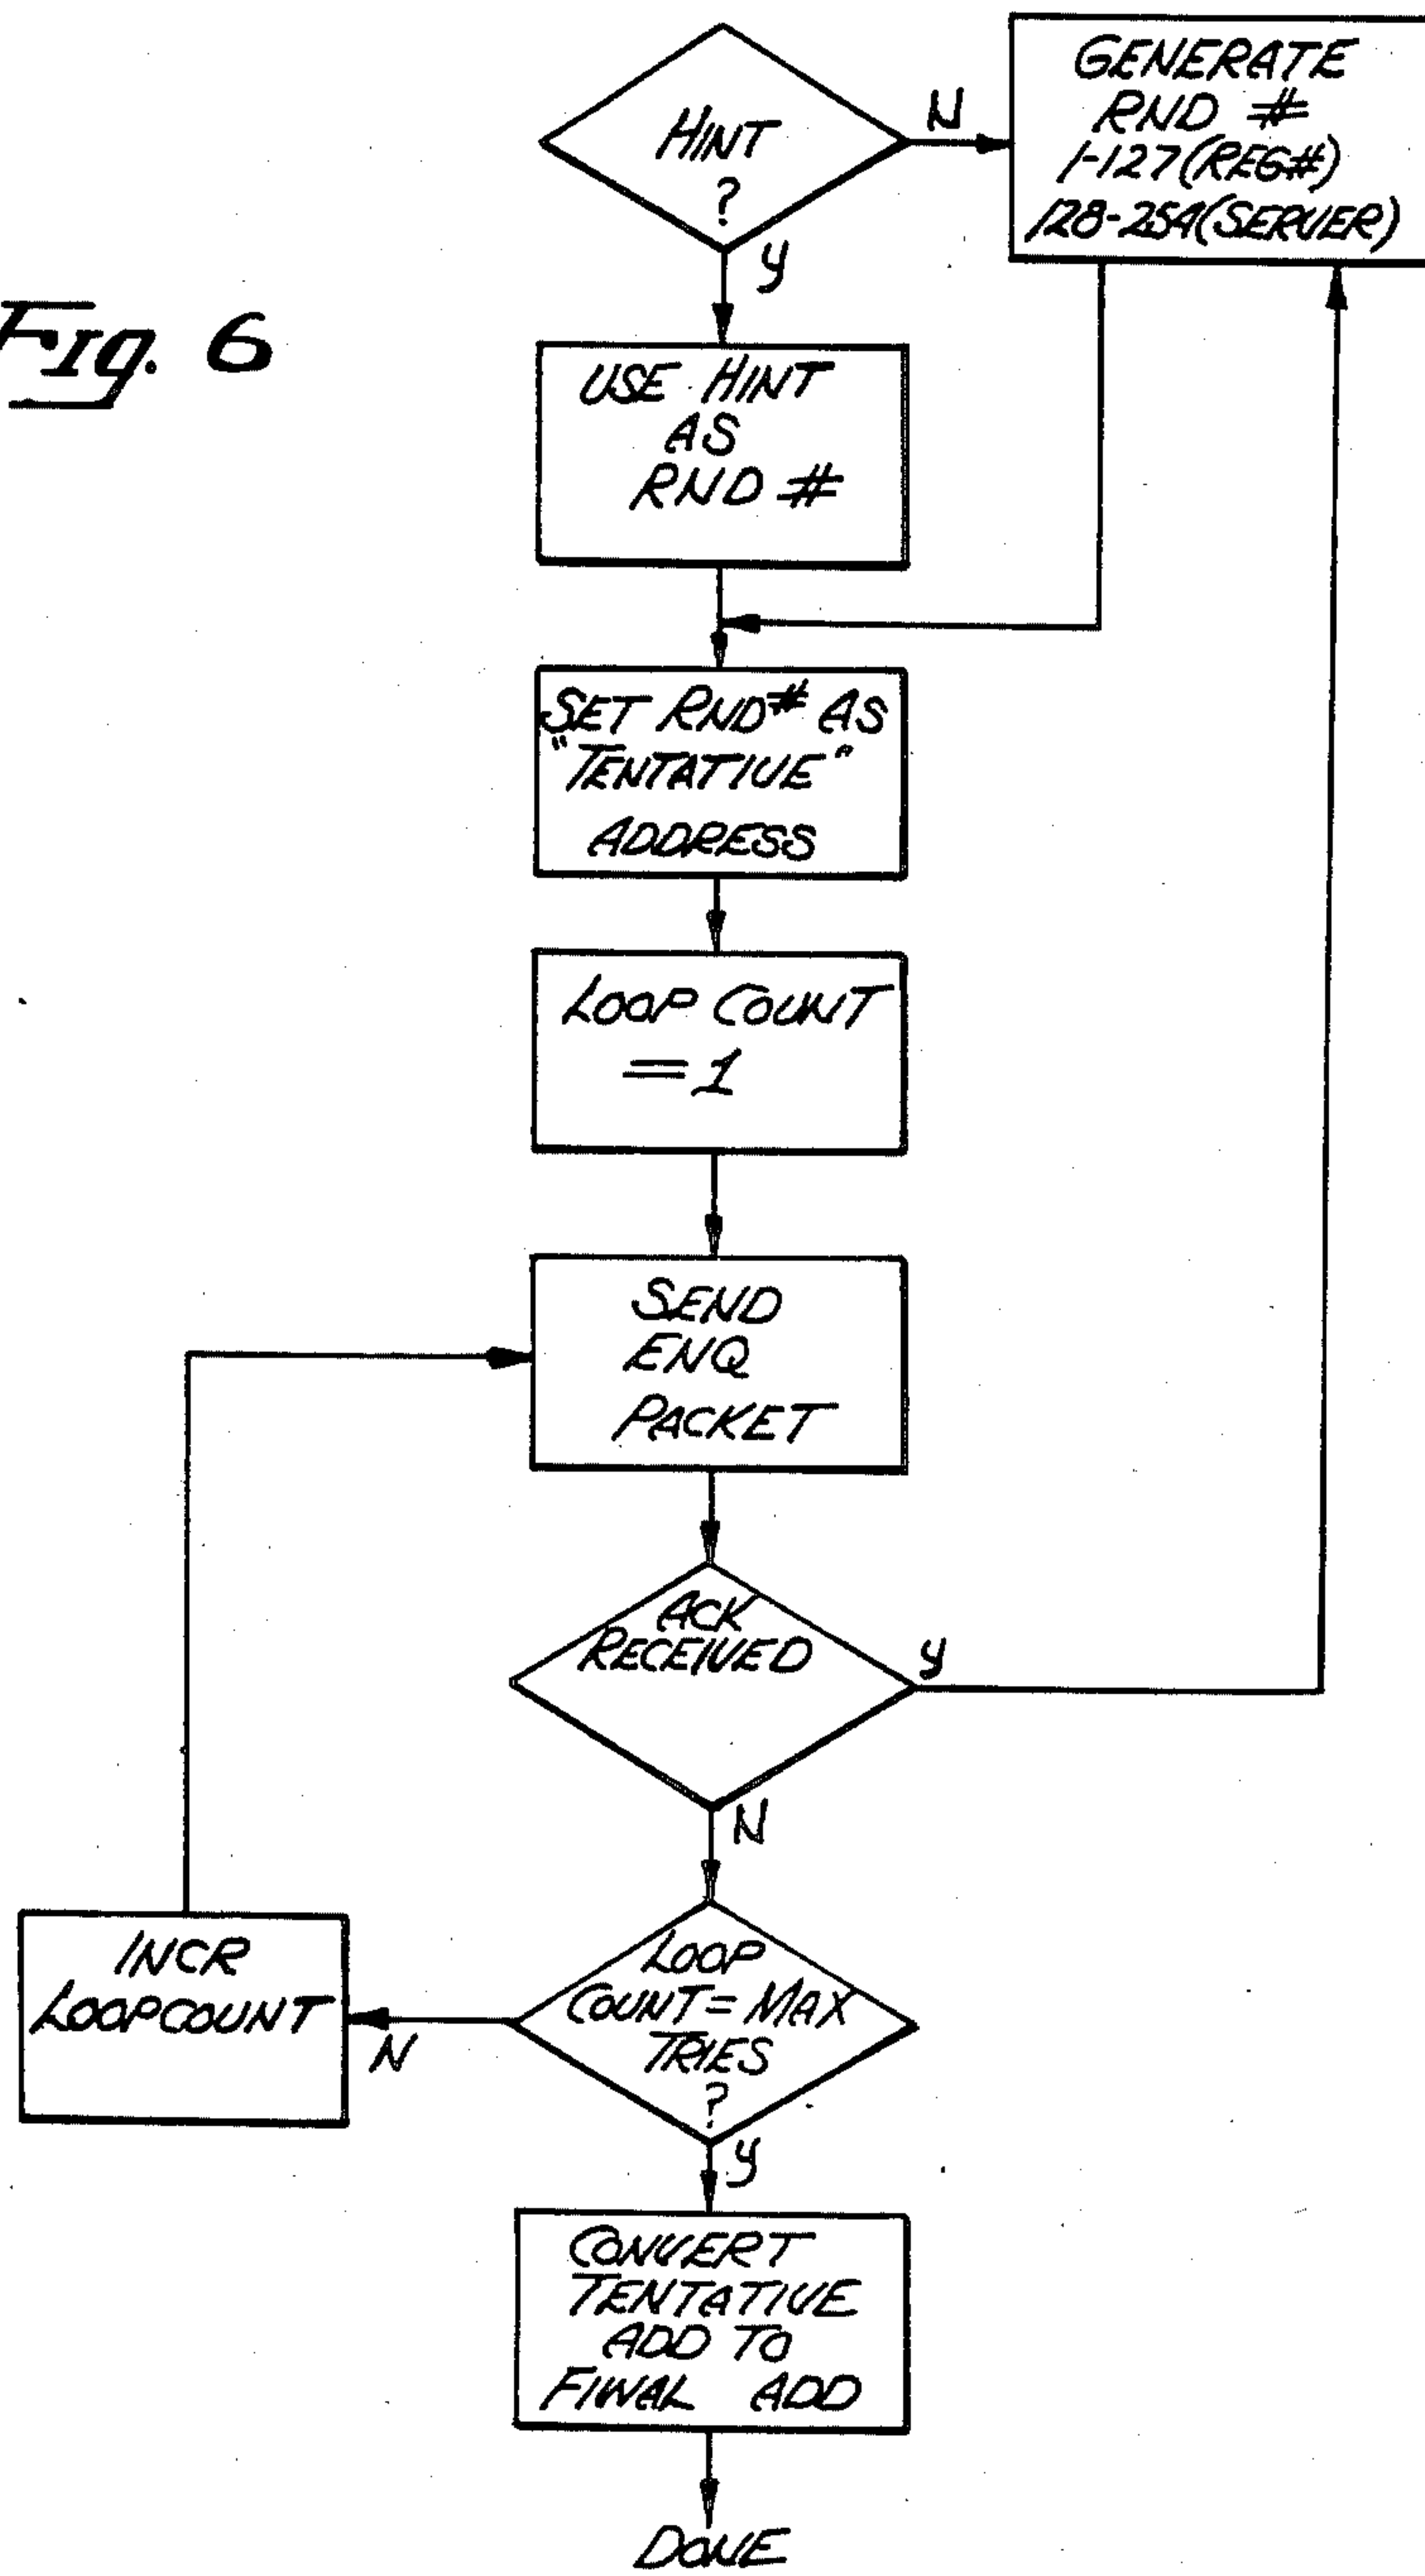 HINT
?
N
Y
GENERATE
RND #
1-127(REG#)
128-254(SERVER)
Fig. 6
USE HINT
AS
RND #
SET RND# AS
"TENTATIVE"
ADDRESS
LOOP COUNT
= 1
SEND
ENQ
PACKET
ACK
RECEIVED
Y
N
LOOP
COUNT = MAX
TRIES
?
N
Y
INCR
LOOPCOUNT
CONVERT
TENTATIVE
ADD TO
FINAL ADD
DONE